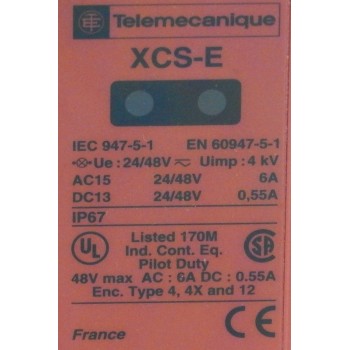 Telemecanique
XCS-E
IEC 947-5-1 EN 60947-5-1
Ue : 24/48V Uimp : 4 kV
AC15 24/48V 6A
DC13 24/48V 0,55A
IP67
UL Listed 170M SA
Ind. Cont. Eq.
Pilot Duty
48V max AC : 6A DC : 0.55A
Enc. Type 4, 4X and 12
France CE